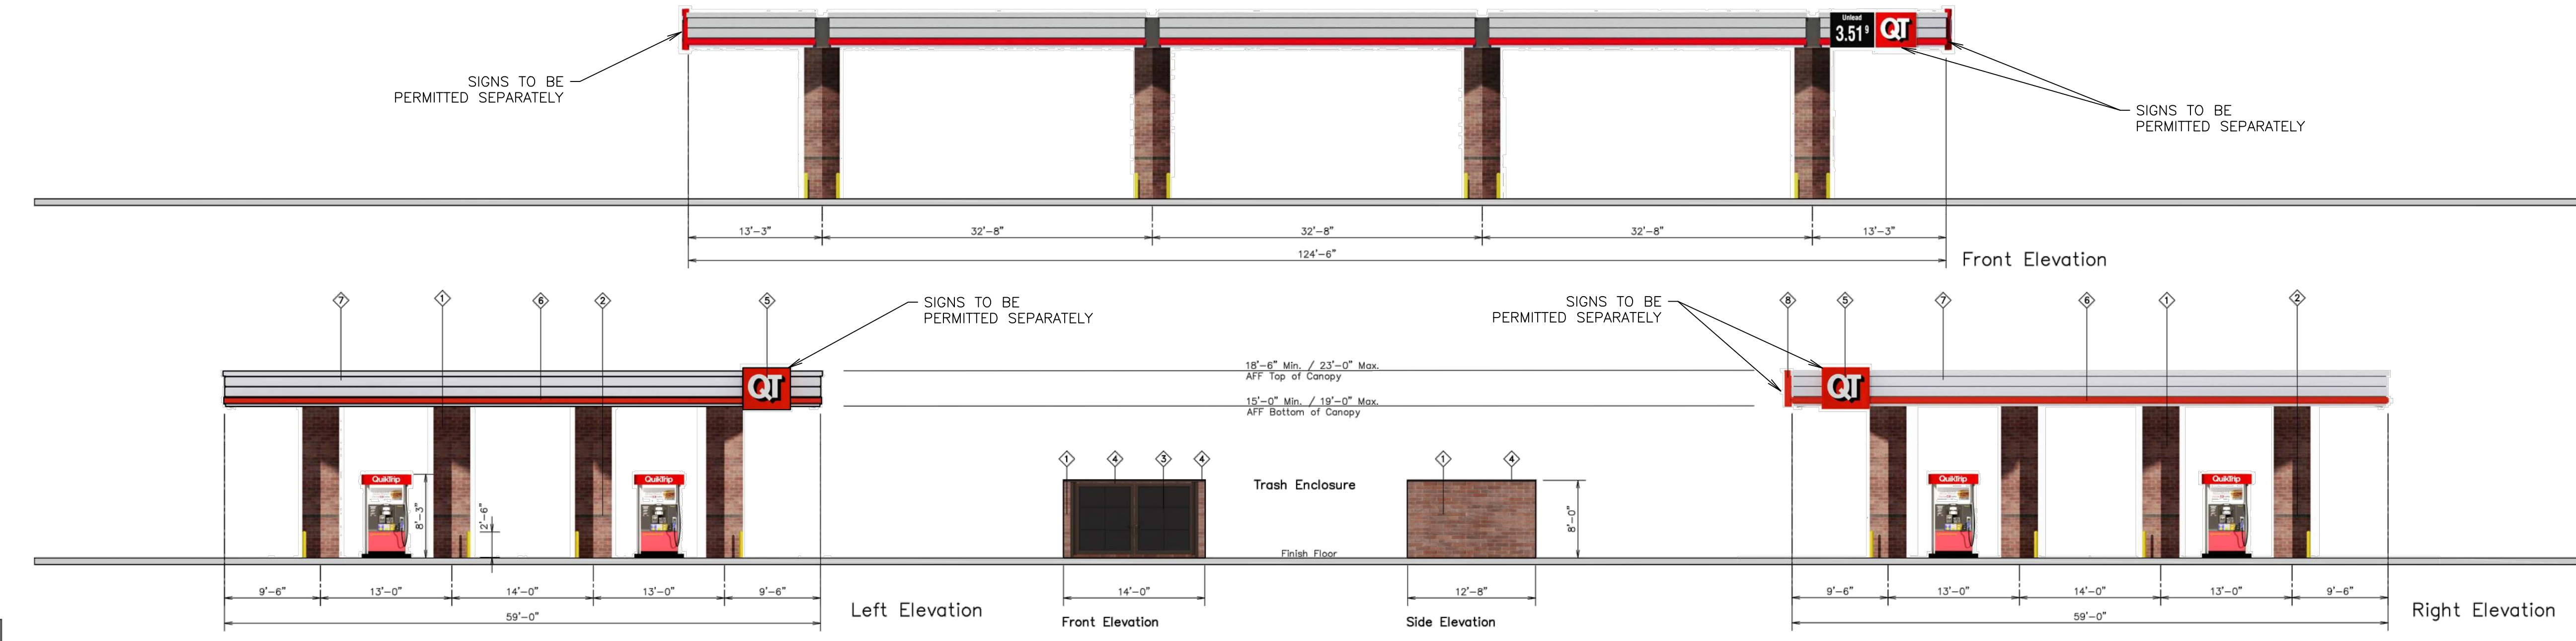 Unlead
3.51 9
QT
SIGNS TO BE
PERMITTED SEPARATELY
SIGNS TO BE
PERMITTED SEPARATELY
13'-3"
32'-8"
32'-8"
32'-8"
13'-3"
124'-6"
Front Elevation
7
1
6
2
5
SIGNS TO BE
PERMITTED SEPARATELY
SIGNS TO BE
PERMITTED SEPARATELY
8
5
7
6
1
2
QT
18'-6" Min. / 23'-0" Max.
AFF Top of Canopy
15'-0" Min. / 19'-0" Max.
AFF Bottom of Canopy
QT
QuikTrip
8'-3"
2'-6"
QuikTrip
1
4
3
4
Trash Enclosure
1
4
8'-0"
Finish Floor
QuikTrip
QuikTrip
9'-6"
13'-0"
14'-0"
13'-0"
9'-6"
59'-0"
Left Elevation
14'-0"
Front Elevation
12'-8"
Side Elevation
9'-6"
13'-0"
14'-0"
13'-0"
9'-6"
59'-0"
Right Elevation